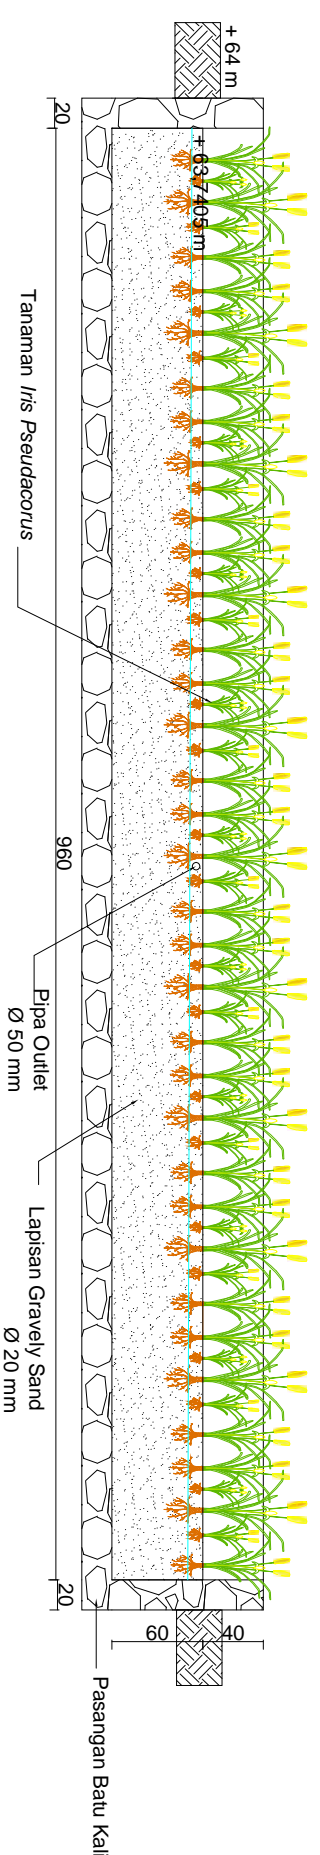 + 64 m
+ 63,7405 m
20
960
20
60
40
Tanaman Iris Pseudacorus
Pipa Outlet
Ø 50 mm
Lapisan Gravely Sand
Ø 20 mm
Pasangan Batu Kali